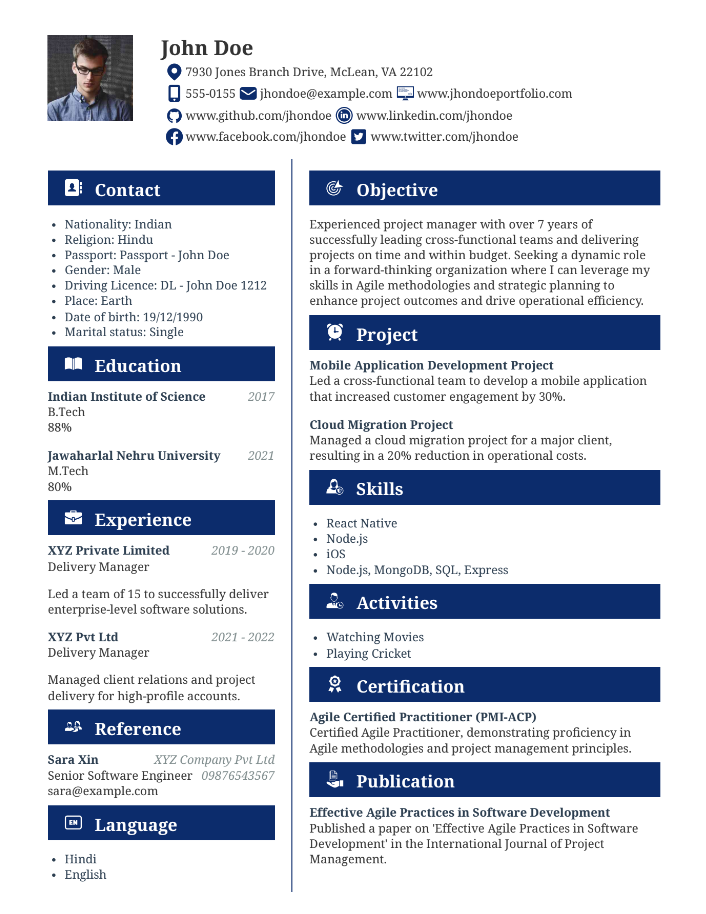 John Doe
7930 Jones Branch Drive, McLean, VA 22102
555-0155 jhondoe@example.com www.jhondoeportfolio.com
www.github.com/jhondoe in www.linkedin.com/jhondoe
www.facebook.com/jhondoe www.twitter.com/jhondoe
Contact
• Nationality: Indian
• Religion: Hindu
• Passport: Passport - John Doe
• Gender: Male
• Driving Licence: DL - John Doe 1212
• Place: Earth
• Date of birth: 19/12/1990
• Marital status: Single
Education
Indian Institute of Science 2017
B.Tech
88%
Jawaharlal Nehru University 2021
M.Tech
80%
Experience
XYZ Private Limited 2019 - 2020
Delivery Manager
Led a team of 15 to successfully deliver
enterprise-level software solutions.
XYZ Pvt Ltd 2021 - 2022
Delivery Manager
Managed client relations and project
delivery for high-profile accounts.
Reference
Sara Xin XYZ Company Pvt Ltd
Senior Software Engineer 09876543567
sara@example.com
EN Language
• Hindi
• English
Objective
Experienced project manager with over 7 years of
successfully leading cross-functional teams and delivering
projects on time and within budget. Seeking a dynamic role
in a forward-thinking organization where I can leverage my
skills in Agile methodologies and strategic planning to
enhance project outcomes and drive operational efficiency.
Project
Mobile Application Development Project
Led a cross-functional team to develop a mobile application
that increased customer engagement by 30%.
Cloud Migration Project
Managed a cloud migration project for a major client,
resulting in a 20% reduction in operational costs.
Skills
• React Native
• Node.js
• iOS
• Node.js, MongoDB, SQL, Express
Activities
• Watching Movies
• Playing Cricket
Certification
Agile Certified Practitioner (PMI-ACP)
Certified Agile Practitioner, demonstrating proficiency in
Agile methodologies and project management principles.
Publication
Effective Agile Practices in Software Development
Published a paper on 'Effective Agile Practices in Software
Development' in the International Journal of Project
Management.